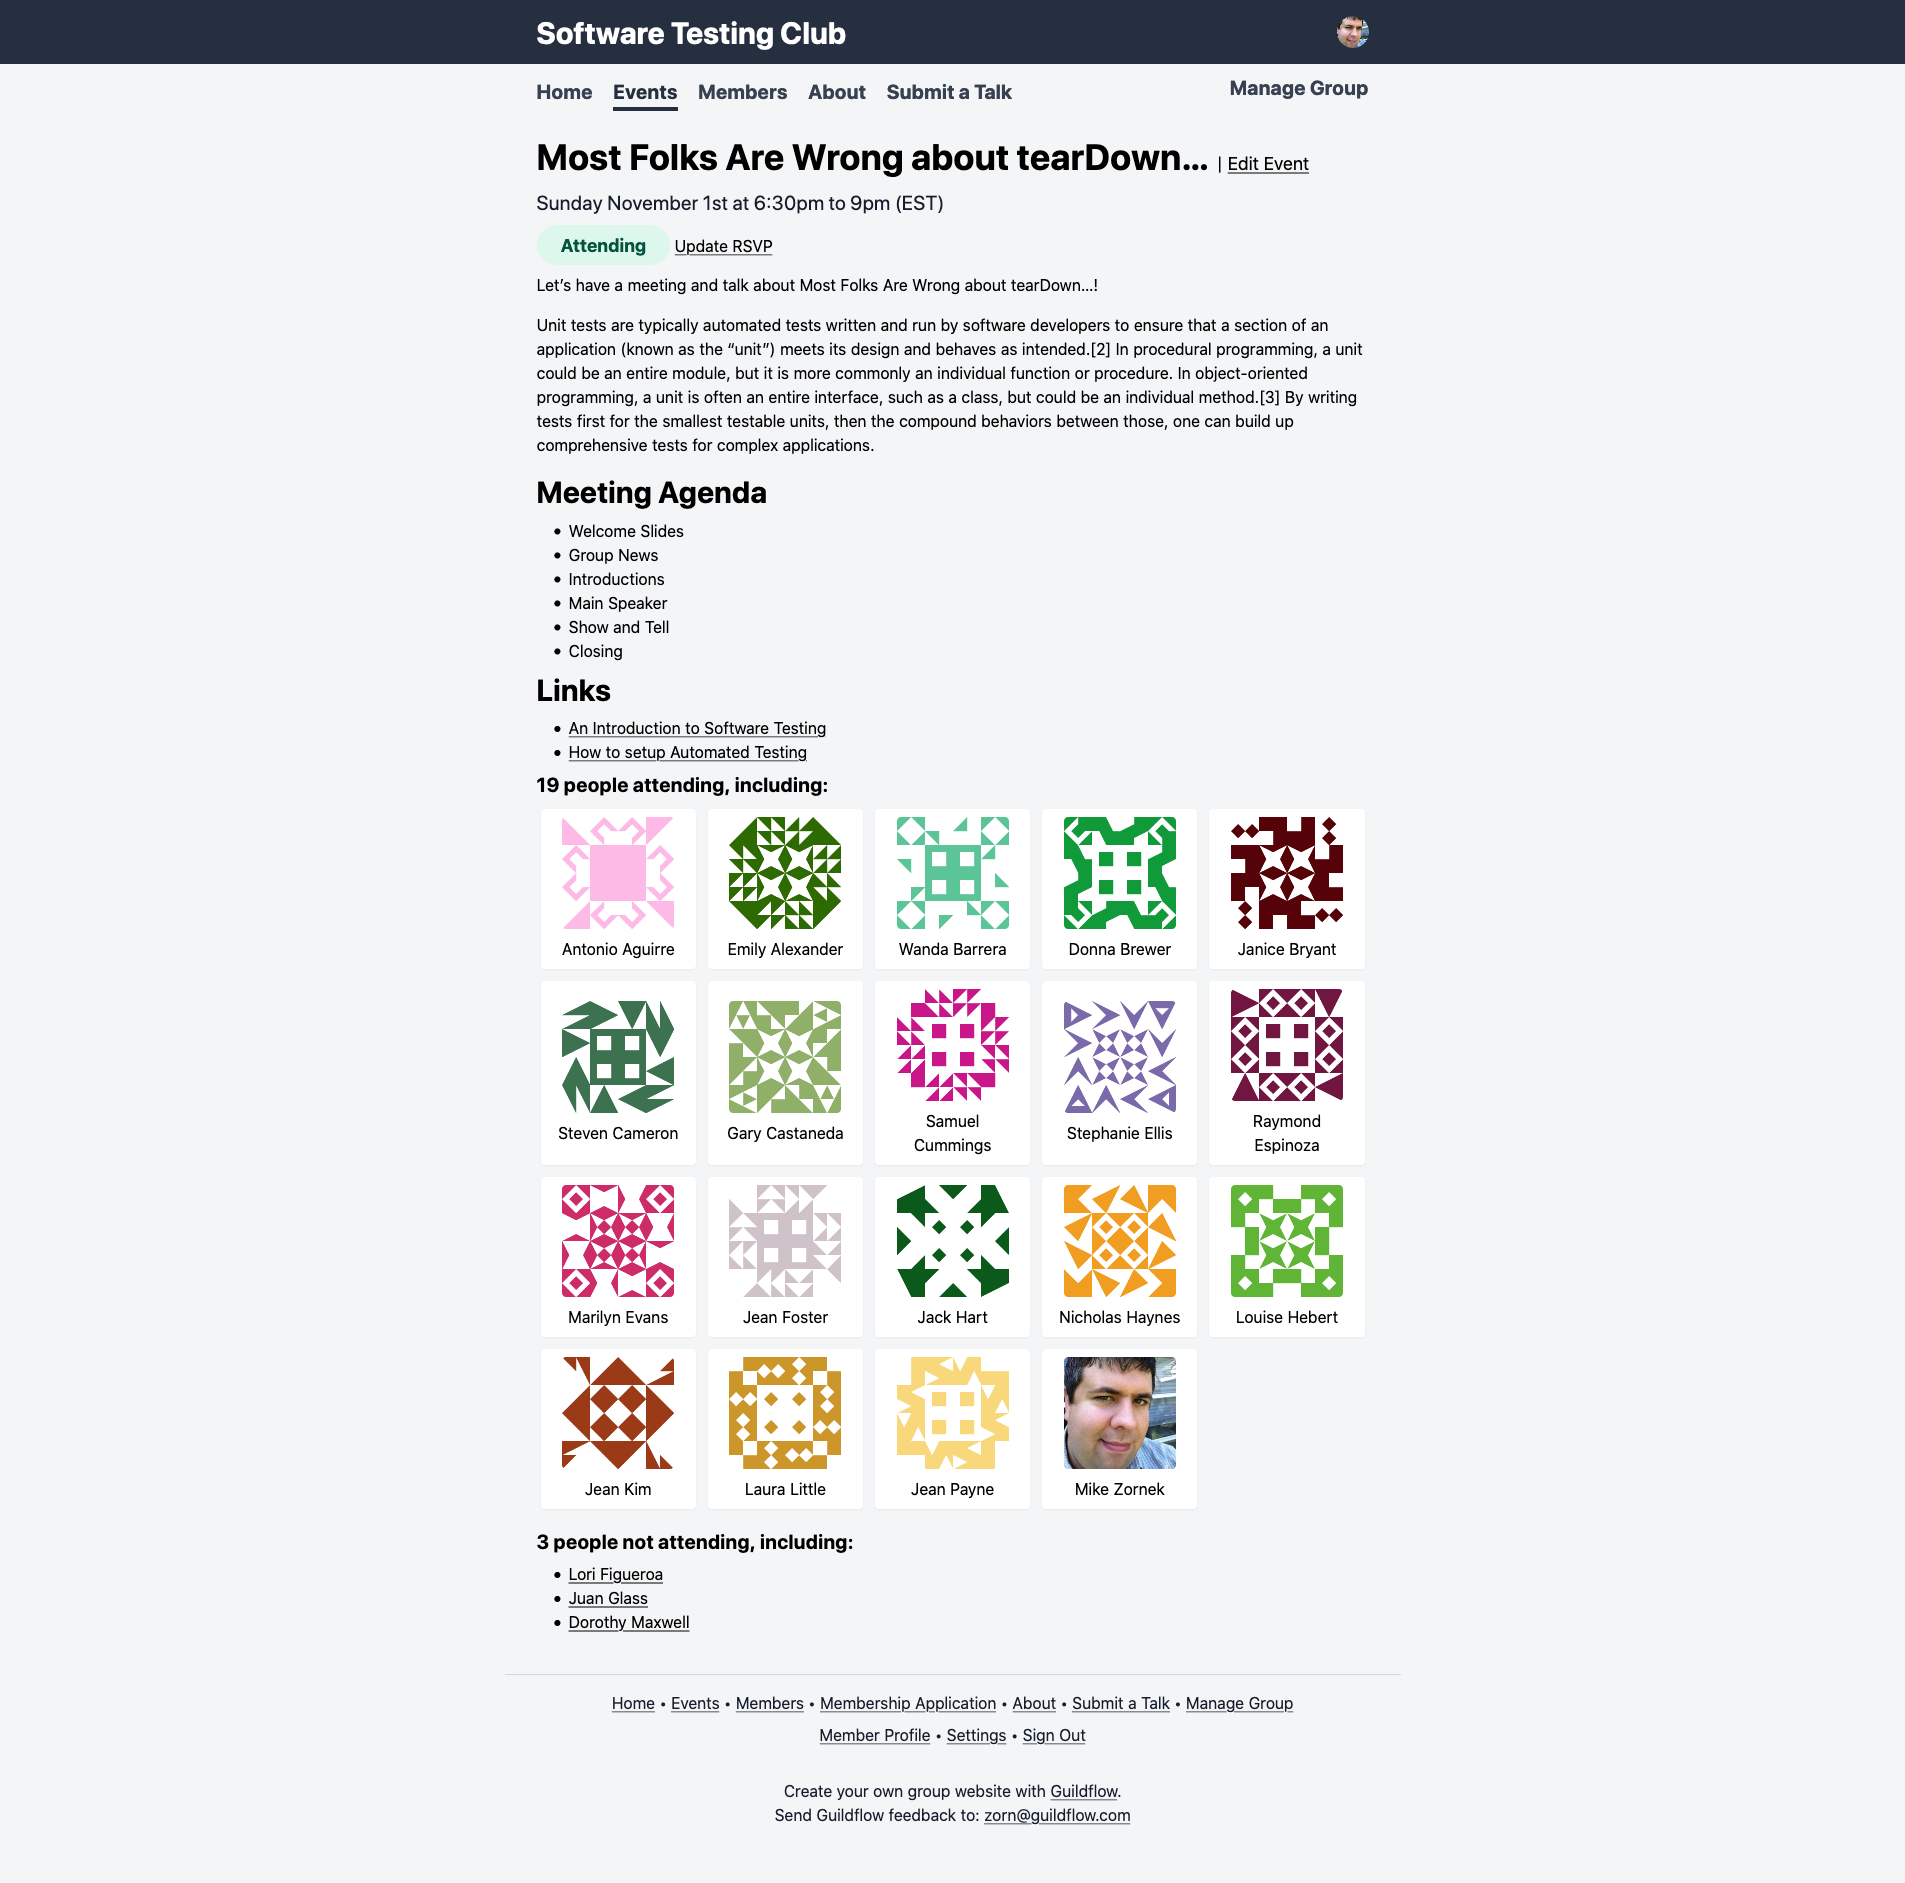 Software Testing Club
Home Events Members About Submit a Talk Manage Group
Most Folks Are Wrong about tearDown... | Edit Event
Sunday November 1st at 6:30pm to 9pm (EST)
Attending Update RSVP
Let’s have a meeting and talk about Most Folks Are Wrong about tearDown...!
Unit tests are typically automated tests written and run by software developers to ensure that a section of an
application (known as the “unit”) meets its design and behaves as intended.[2] In procedural programming, a unit
could be an entire module, but it is more commonly an individual function or procedure. In object-oriented
programming, a unit is often an entire interface, such as a class, but could be an individual method.[3] By writing
tests first for the smallest testable units, then the compound behaviors between those, one can build up
comprehensive tests for complex applications.
Meeting Agenda
• Welcome Slides
• Group News
• Introductions
• Main Speaker
• Show and Tell
• Closing
Links
• An Introduction to Software Testing
• How to setup Automated Testing
19 people attending, including:
Antonio Aguirre
Emily Alexander
Wanda Barrera
Donna Brewer
Janice Bryant
Steven Cameron
Gary Castaneda
Samuel
Cummings
Stephanie Ellis
Raymond
Espinoza
Marilyn Evans
Jean Foster
Jack Hart
Nicholas Haynes
Louise Hebert
Jean Kim
Laura Little
Jean Payne
Mike Zornek
3 people not attending, including:
• Lori Figueroa
• Juan Glass
• Dorothy Maxwell
Home • Events • Members • Membership Application • About • Submit a Talk • Manage Group
Member Profile • Settings • Sign Out
Create your own group website with Guildflow.
Send Guildflow feedback to: zorn@guildflow.com